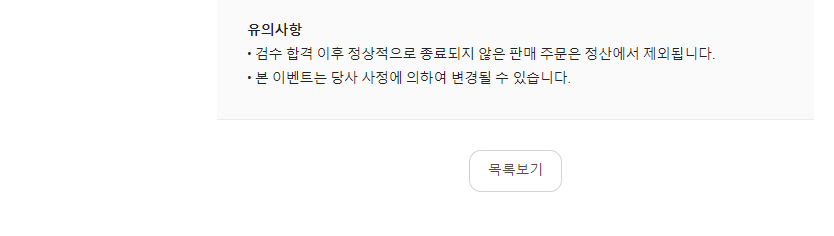 유의사항
• 검수 합격 이후 정상적으로 종료되지 않은 판매 주문은 정산에서 제외됩니다.
• 본 이벤트는 당사 사정에 의하여 변경될 수 있습니다.
목록보기